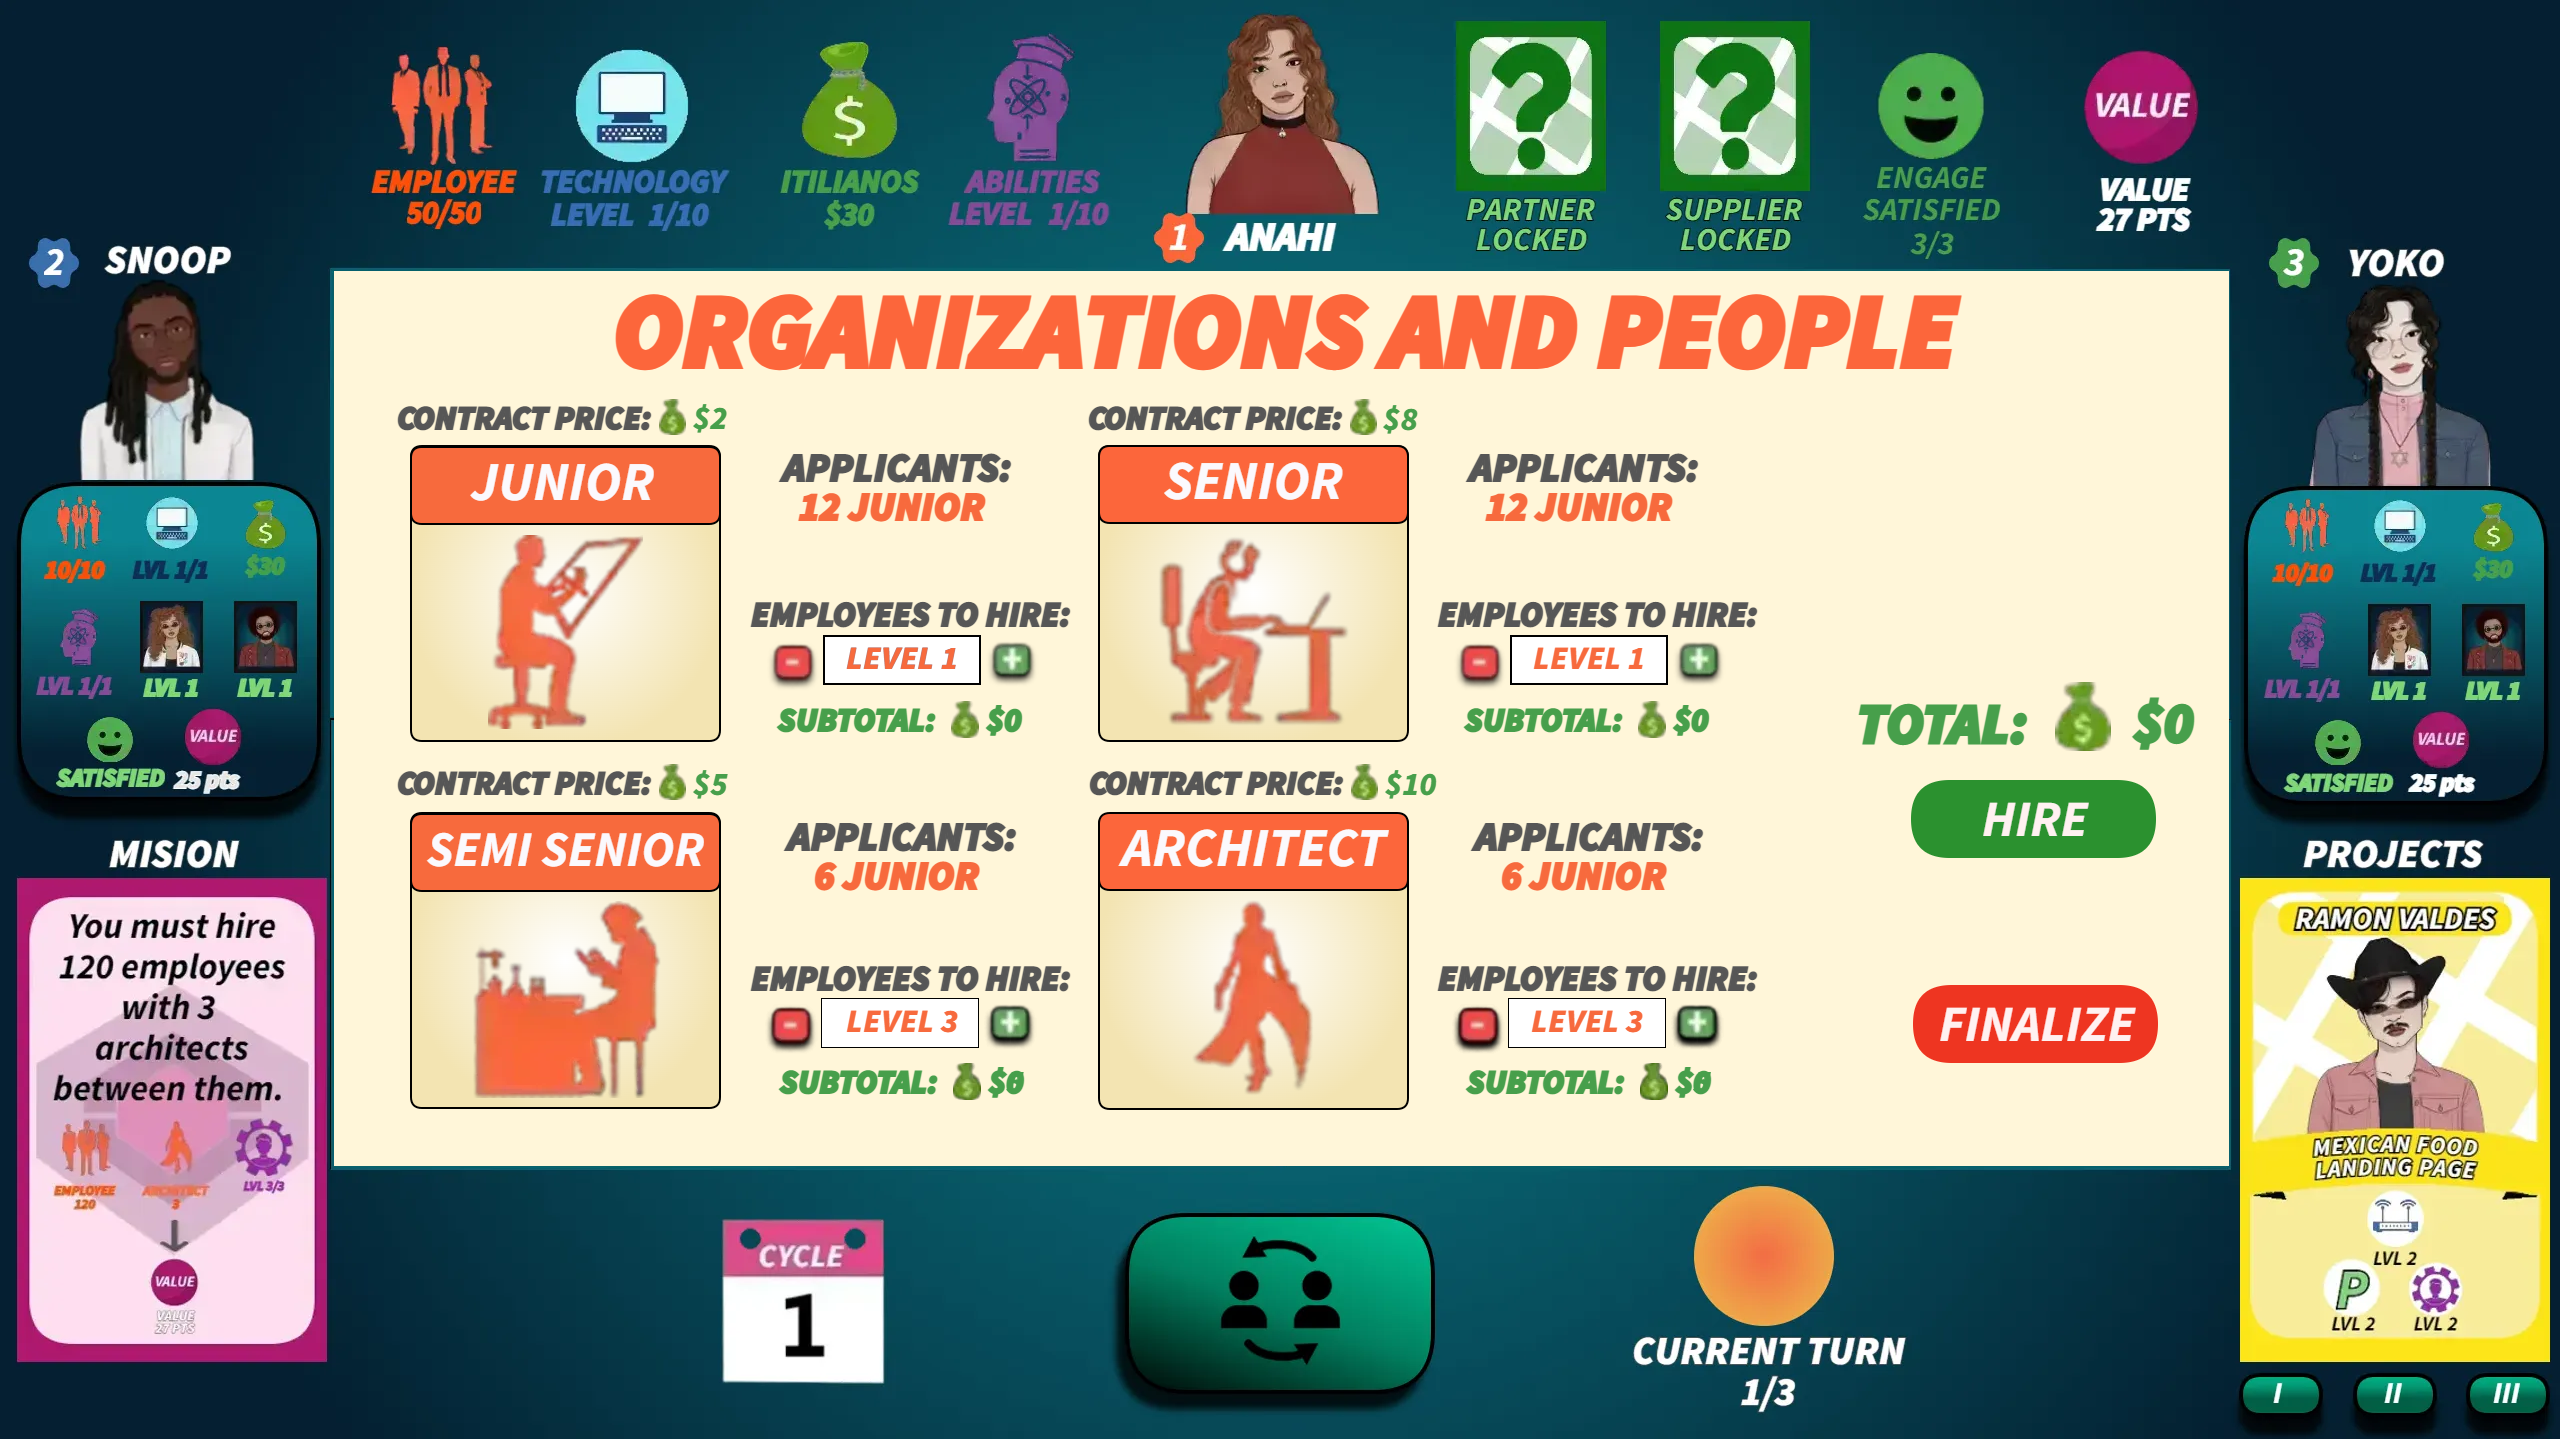 EMPLOYEE
50/50
TECHNOLOGY
LEVEL 1/10
$
ITILIANOS
$30
ABILITIES
LEVEL 1/10
1 ANAHI
?
PARTNER
LOCKED
?
SUPPLIER
LOCKED
ENGAGE
SATISFIED
3/3
VALUE
VALUE
27 PTS
2 SNOOP
10/10
LVL 1/1
$
$30
LVL 1/1
LVL 1
LVL 1
SATISFIED
VALUE
25 pts
MISION
You must hire
120 employees
with 3
architects
between them.
EMPLOYEE
120
ARCHITECT
3
LVL 3/3
VALUE
VALUE
27 PTS
ORGANIZATIONS AND PEOPLE
CONTRACT PRICE: $2
JUNIOR
APPLICANTS:
12 JUNIOR
EMPLOYEES TO HIRE:
- LEVEL 1 +
SUBTOTAL: $0
CONTRACT PRICE: $8
SENIOR
APPLICANTS:
12 JUNIOR
EMPLOYEES TO HIRE:
- LEVEL 1 +
SUBTOTAL: $0
CONTRACT PRICE: $5
SEMI SENIOR
APPLICANTS:
6 JUNIOR
EMPLOYEES TO HIRE:
- LEVEL 3 +
SUBTOTAL: $0
CONTRACT PRICE: $10
ARCHITECT
APPLICANTS:
6 JUNIOR
EMPLOYEES TO HIRE:
- LEVEL 3 +
SUBTOTAL: $0
TOTAL: $0
HIRE
FINALIZE
3 YOKO
10/10
LVL 1/1
$
$30
LVL 1/1
LVL 1
LVL 1
SATISFIED
VALUE
25 pts
PROJECTS
RAMON VALDES
MEXICAN FOOD
LANDING PAGE
LVL 2
P
LVL 2
LVL 2
I
II
III
CYCLE
1
CURRENT TURN
1/3